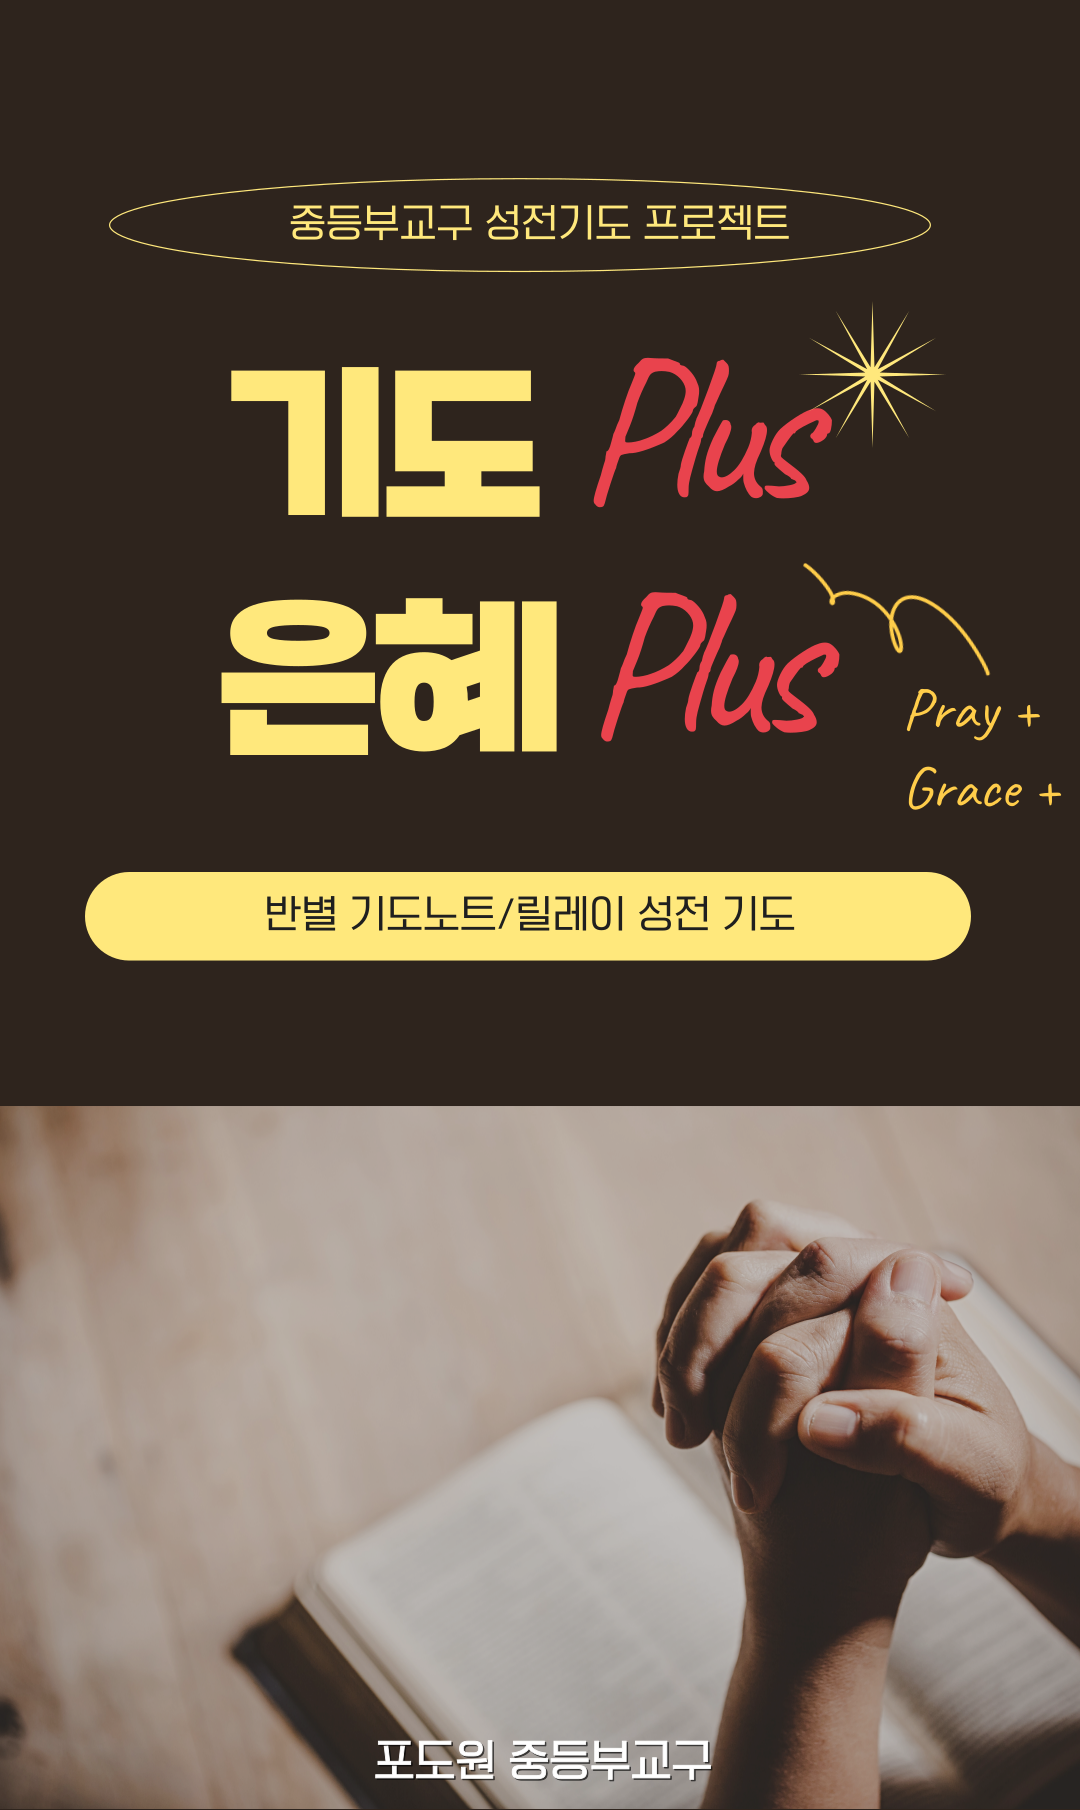 중등부교구 성전기도 프로젝트
기도 Plus
은혜 Plus
Pray +
Grace +
반별 기도노트/릴레이 성전 기도
포도원 중등부교구